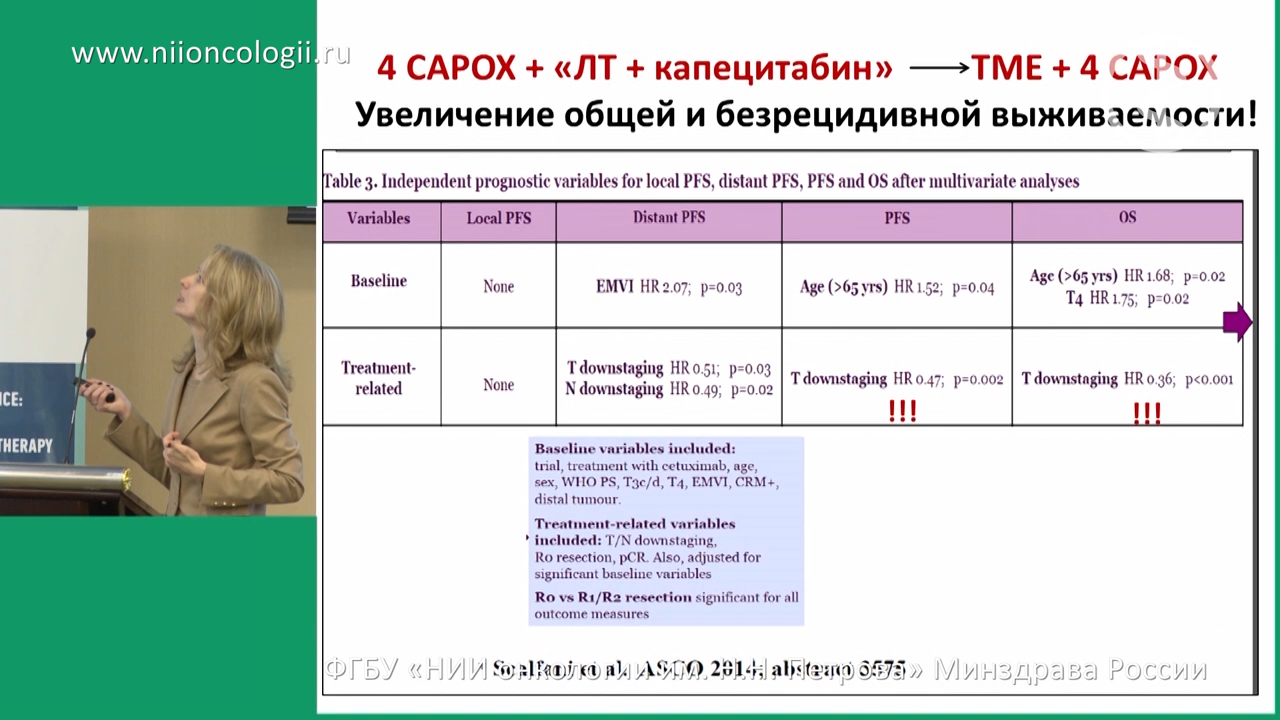 www.niioncologii.ru
4 CAPOX + «ЛТ + капецитабин» ⟶ ТМЕ + 4 CAPOX
Увеличение общей и безрецидивной выживаемости!
Table 3. Independent prognostic variables for local PFS, distant PFS, PFS and OS after multivariate analyses
Variables Local PFS Distant PFS PFS OS
Baseline None EMVI HR 2.07; p=0.03 Age (>65 yrs) HR 1.52; p=0.04 Age (>65 yrs) HR 1.68; p=0.02
T4 HR 1.75; p=0.02
Treatment-
related
None
T downstaging HR 0.51; p=0.03
N downstaging HR 0.49; p=0.02
T downstaging HR 0.47; p=0.002
!!!
T downstaging HR 0.36; p<0.001
!!!
Baseline variables included:
trial, treatment with cetuximab, age,
sex, WHO PS, T3c/d, T4, EMVI, CRM+,
distal tumour.
Treatment-related variables
included: T/N downstaging,
R0 resection, pCR. Also, adjusted for
significant baseline variables
R0 vs R1/R2 resection significant for all
outcome measures
ASCO 2014, abstract
ФГБУ «НИИ онкологии им. Н.Н. Петрова» Минздрава России
CE:
THERAPY